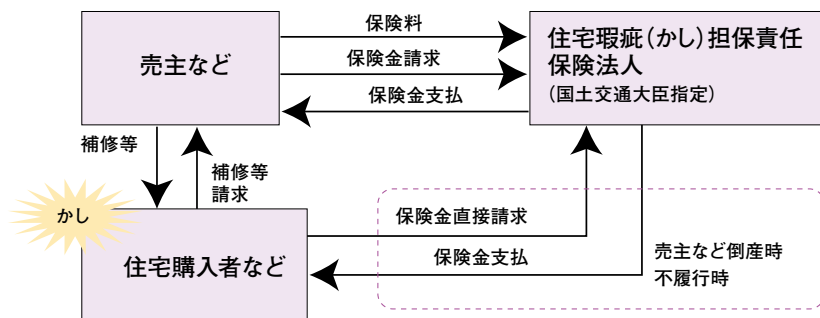 売主など
保険料
保険金請求
保険金支払
住宅瑕疵(かし)担保責任
保険法人
(国土交通大臣指定)
補修等
補修等
請求
かし
住宅購入者など
保険金直接請求
保険金支払
売主など倒産時
不履行時